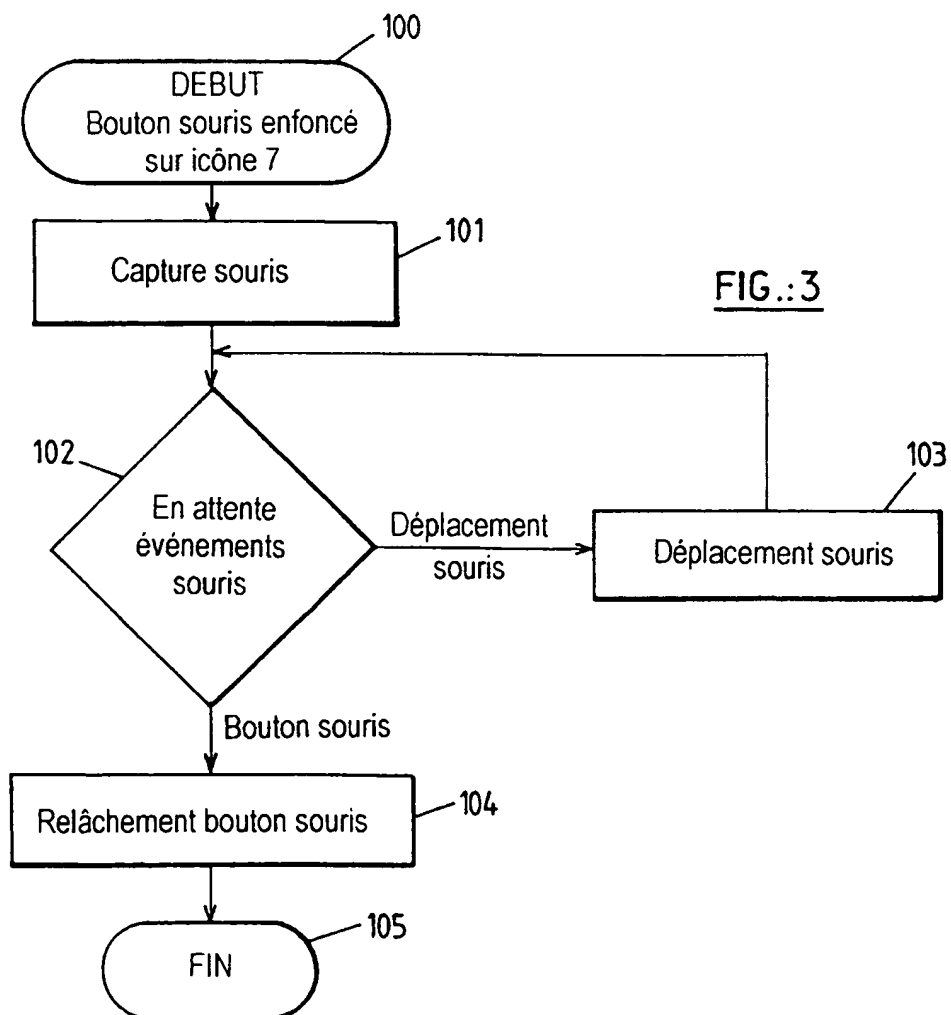 100
DÉBUT
Bouton souris enfoncé
sur icône 7
101
Capture souris
FIG.:3
102
En attente
événements
souris
Déplacement
souris
103
Déplacement souris
Bouton souris
Relâchement bouton souris
104
105
FIN